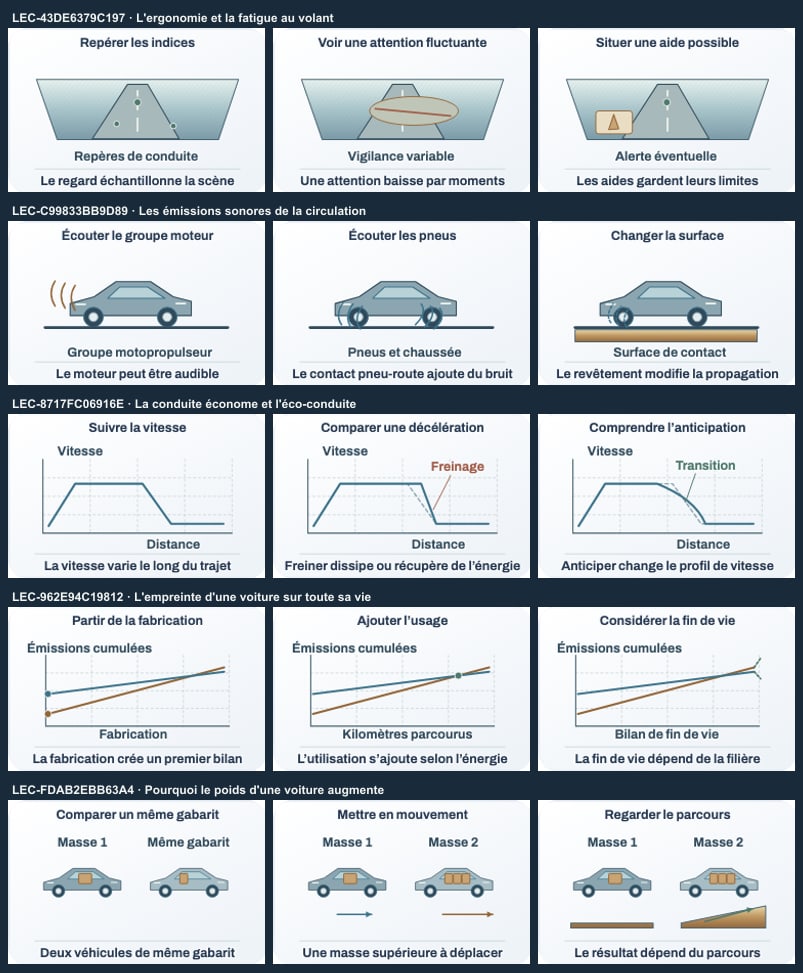 LEC-43DE6379C197 · L'ergonomie et la fatigue au volant
Repérer les indices
Voir une attention fluctuante
Situer une aide possible
Repères de conduite
Vigilance variable
Alerte éventuelle
Le regard échantillonne la scène
Une attention baisse par moments
Les aides gardent leurs limites
LEC-C99833BB9D89 · Les émissions sonores de la circulation
Écouter le groupe moteur
Écouter les pneus
Changer la surface
Groupe motopropulseur
Pneus et chaussée
Surface de contact
Le moteur peut être audible
Le contact pneu-route ajoute du bruit
Le revêtement modifie la propagation
LEC-8717FC06916E · La conduite économe et l'éco-conduite
Suivre la vitesse
Comparer une décélération
Comprendre l’anticipation
Vitesse
Vitesse
Vitesse
Freinage
Transition
Distance
Distance
Distance
La vitesse varie le long du trajet
Freiner dissipe ou récupère de l’énergie
Anticiper change le profil de vitesse
LEC-962E94C19812 · L'empreinte d'une voiture sur toute sa vie
Partir de la fabrication
Ajouter l’usage
Considérer la fin de vie
Émissions cumulées
Émissions cumulées
Émissions cumulées
Fabrication
Kilomètres parcourus
Bilan de fin de vie
La fabrication crée un premier bilan
L’utilisation s’ajoute selon l’énergie
La fin de vie dépend de la filière
LEC-FDAB2EBB63A4 · Pourquoi le poids d'une voiture augmente
Comparer un même gabarit
Mettre en mouvement
Regarder le parcours
Masse 1
Même gabarit
Masse 1
Masse 2
Masse 1
Masse 2
Deux véhicules de même gabarit
Une masse supérieure à déplacer
Le résultat dépend du parcours